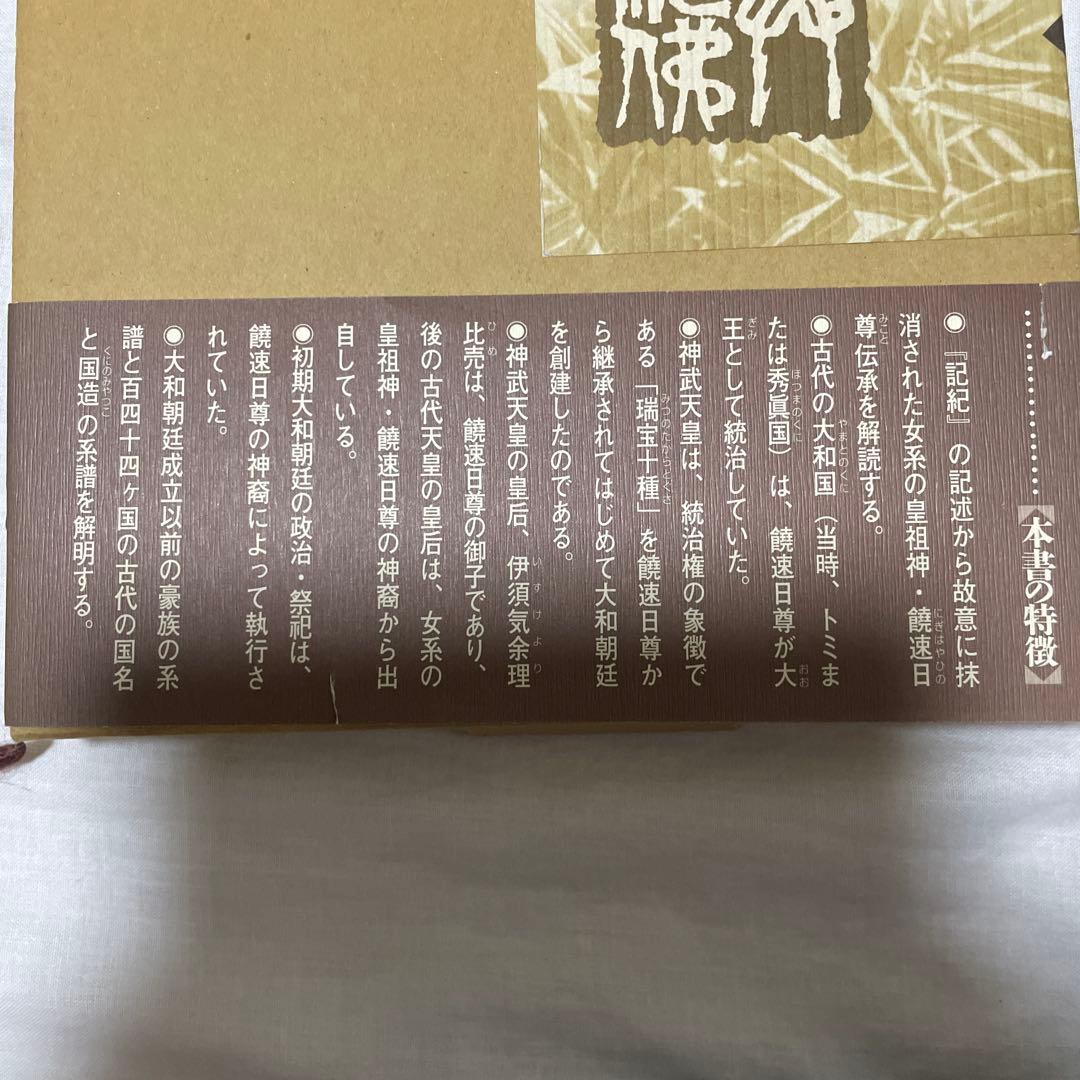 《本書の特徴》
●『記紀』の記述から故意に抹
消された女系の皇祖神・饒速日
尊伝承を解読する。
●古代の大和国（当時、トミま
たは秀眞国）は、饒速日尊が大
王として統治していた。
●神武天皇は、統治権の象徴で
ある「瑞宝十種」を饒速日尊か
ら継承されてはじめて大和朝廷
を創建したのである。
●神武天皇の皇后、伊須気余理
比売は、饒速日尊の御子であり、
後の古代天皇の皇后は、女系の
皇祖神・饒速日尊の神裔から出
自している。
●初期大和朝廷の政治・祭祀は、
饒速日尊の神裔によって執行さ
れていた。
●大和朝廷成立以前の豪族の系
譜と百四十四ヶ国の古代の国名
と国造の系譜を解明する。